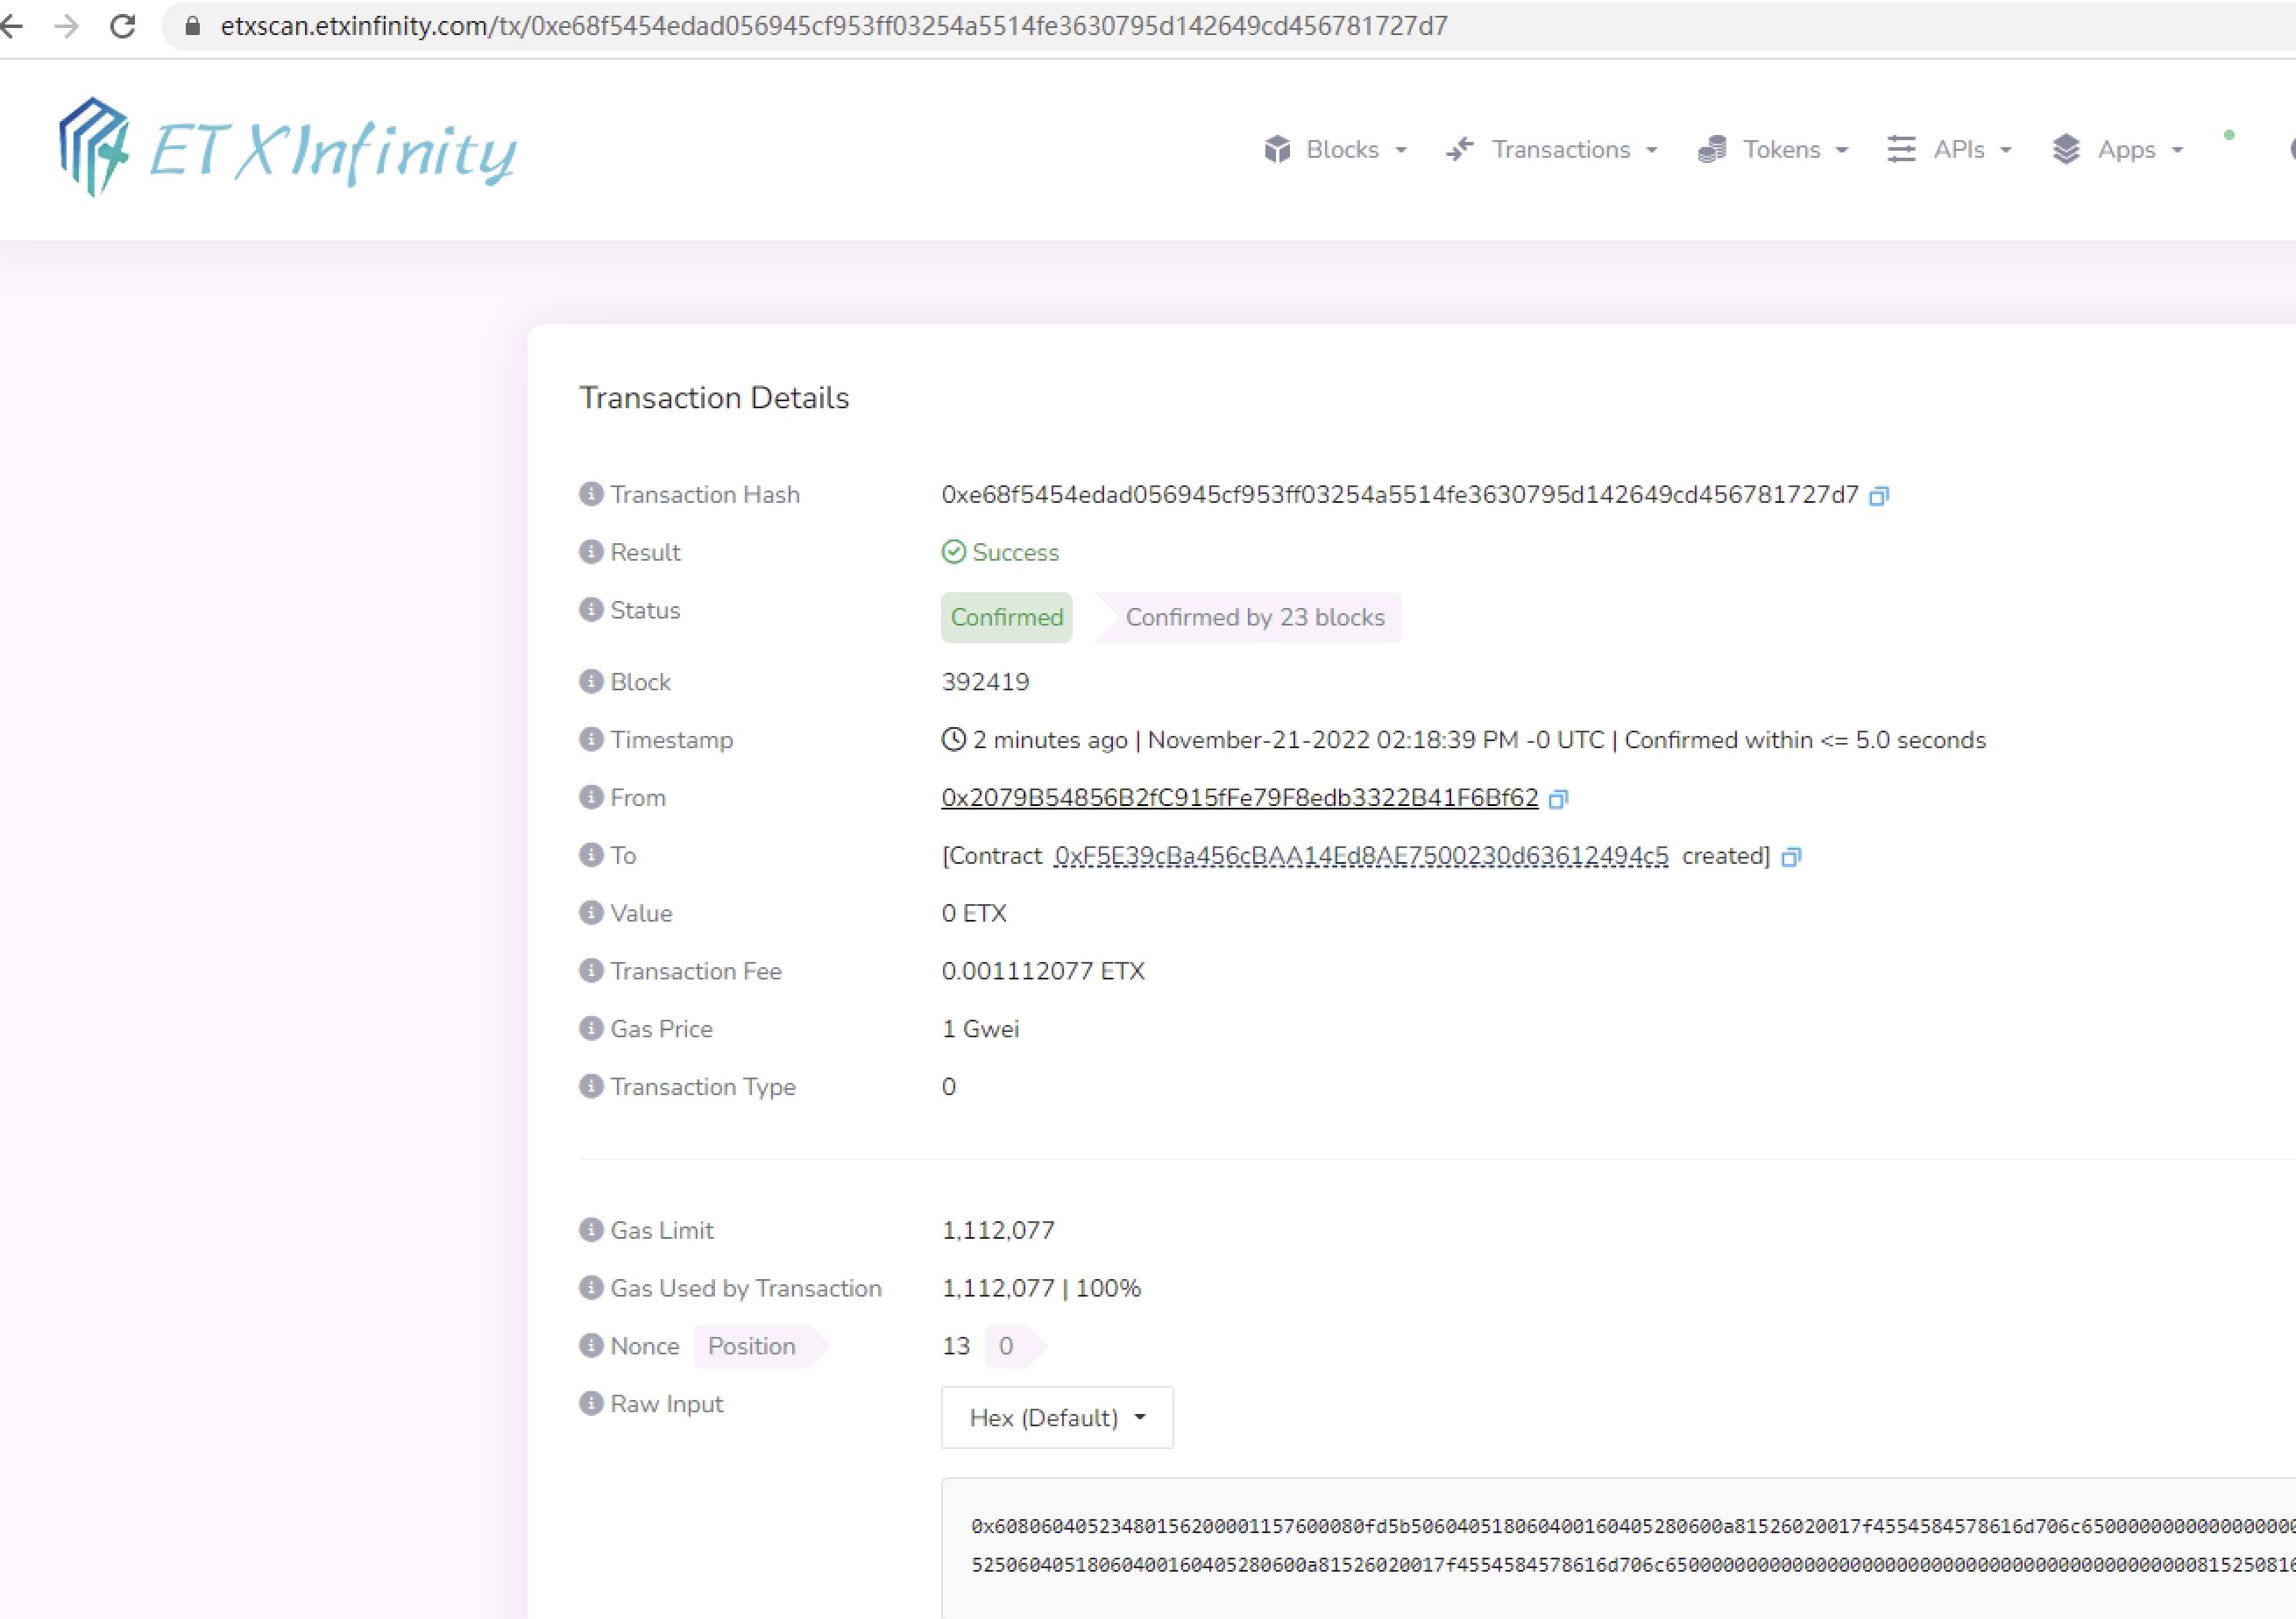 etxscan.etxinfinity.com/tx/0xe68f5454edad056945cf953ff03254a5514fe3630795d142649cd456781727d7
ETXInfinity
Blocks Transactions Tokens APIs Apps
Transaction Details
Transaction Hash 0xe68f5454edad056945cf953ff03254a5514fe3630795d142649cd456781727d7
Result Success
Status Confirmed Confirmed by 23 blocks
Block 392419
Timestamp 2 minutes ago | November-21-2022 02:18:39 PM -0 UTC | Confirmed within <= 5.0 seconds
From 0x2079B54856B2fC915fFe79F8edb3322B41F6Bf62
To [Contract 0xF5E39cBa456cBAA14Ed8AE7500230d63612494c5 created]
Value 0 ETX
Transaction Fee 0.001112077 ETX
Gas Price 1 Gwei
Transaction Type 0
Gas Limit 1,112,077
Gas Used by Transaction 1,112,077 | 100%
Nonce Position 13 0
Raw Input Hex (Default)